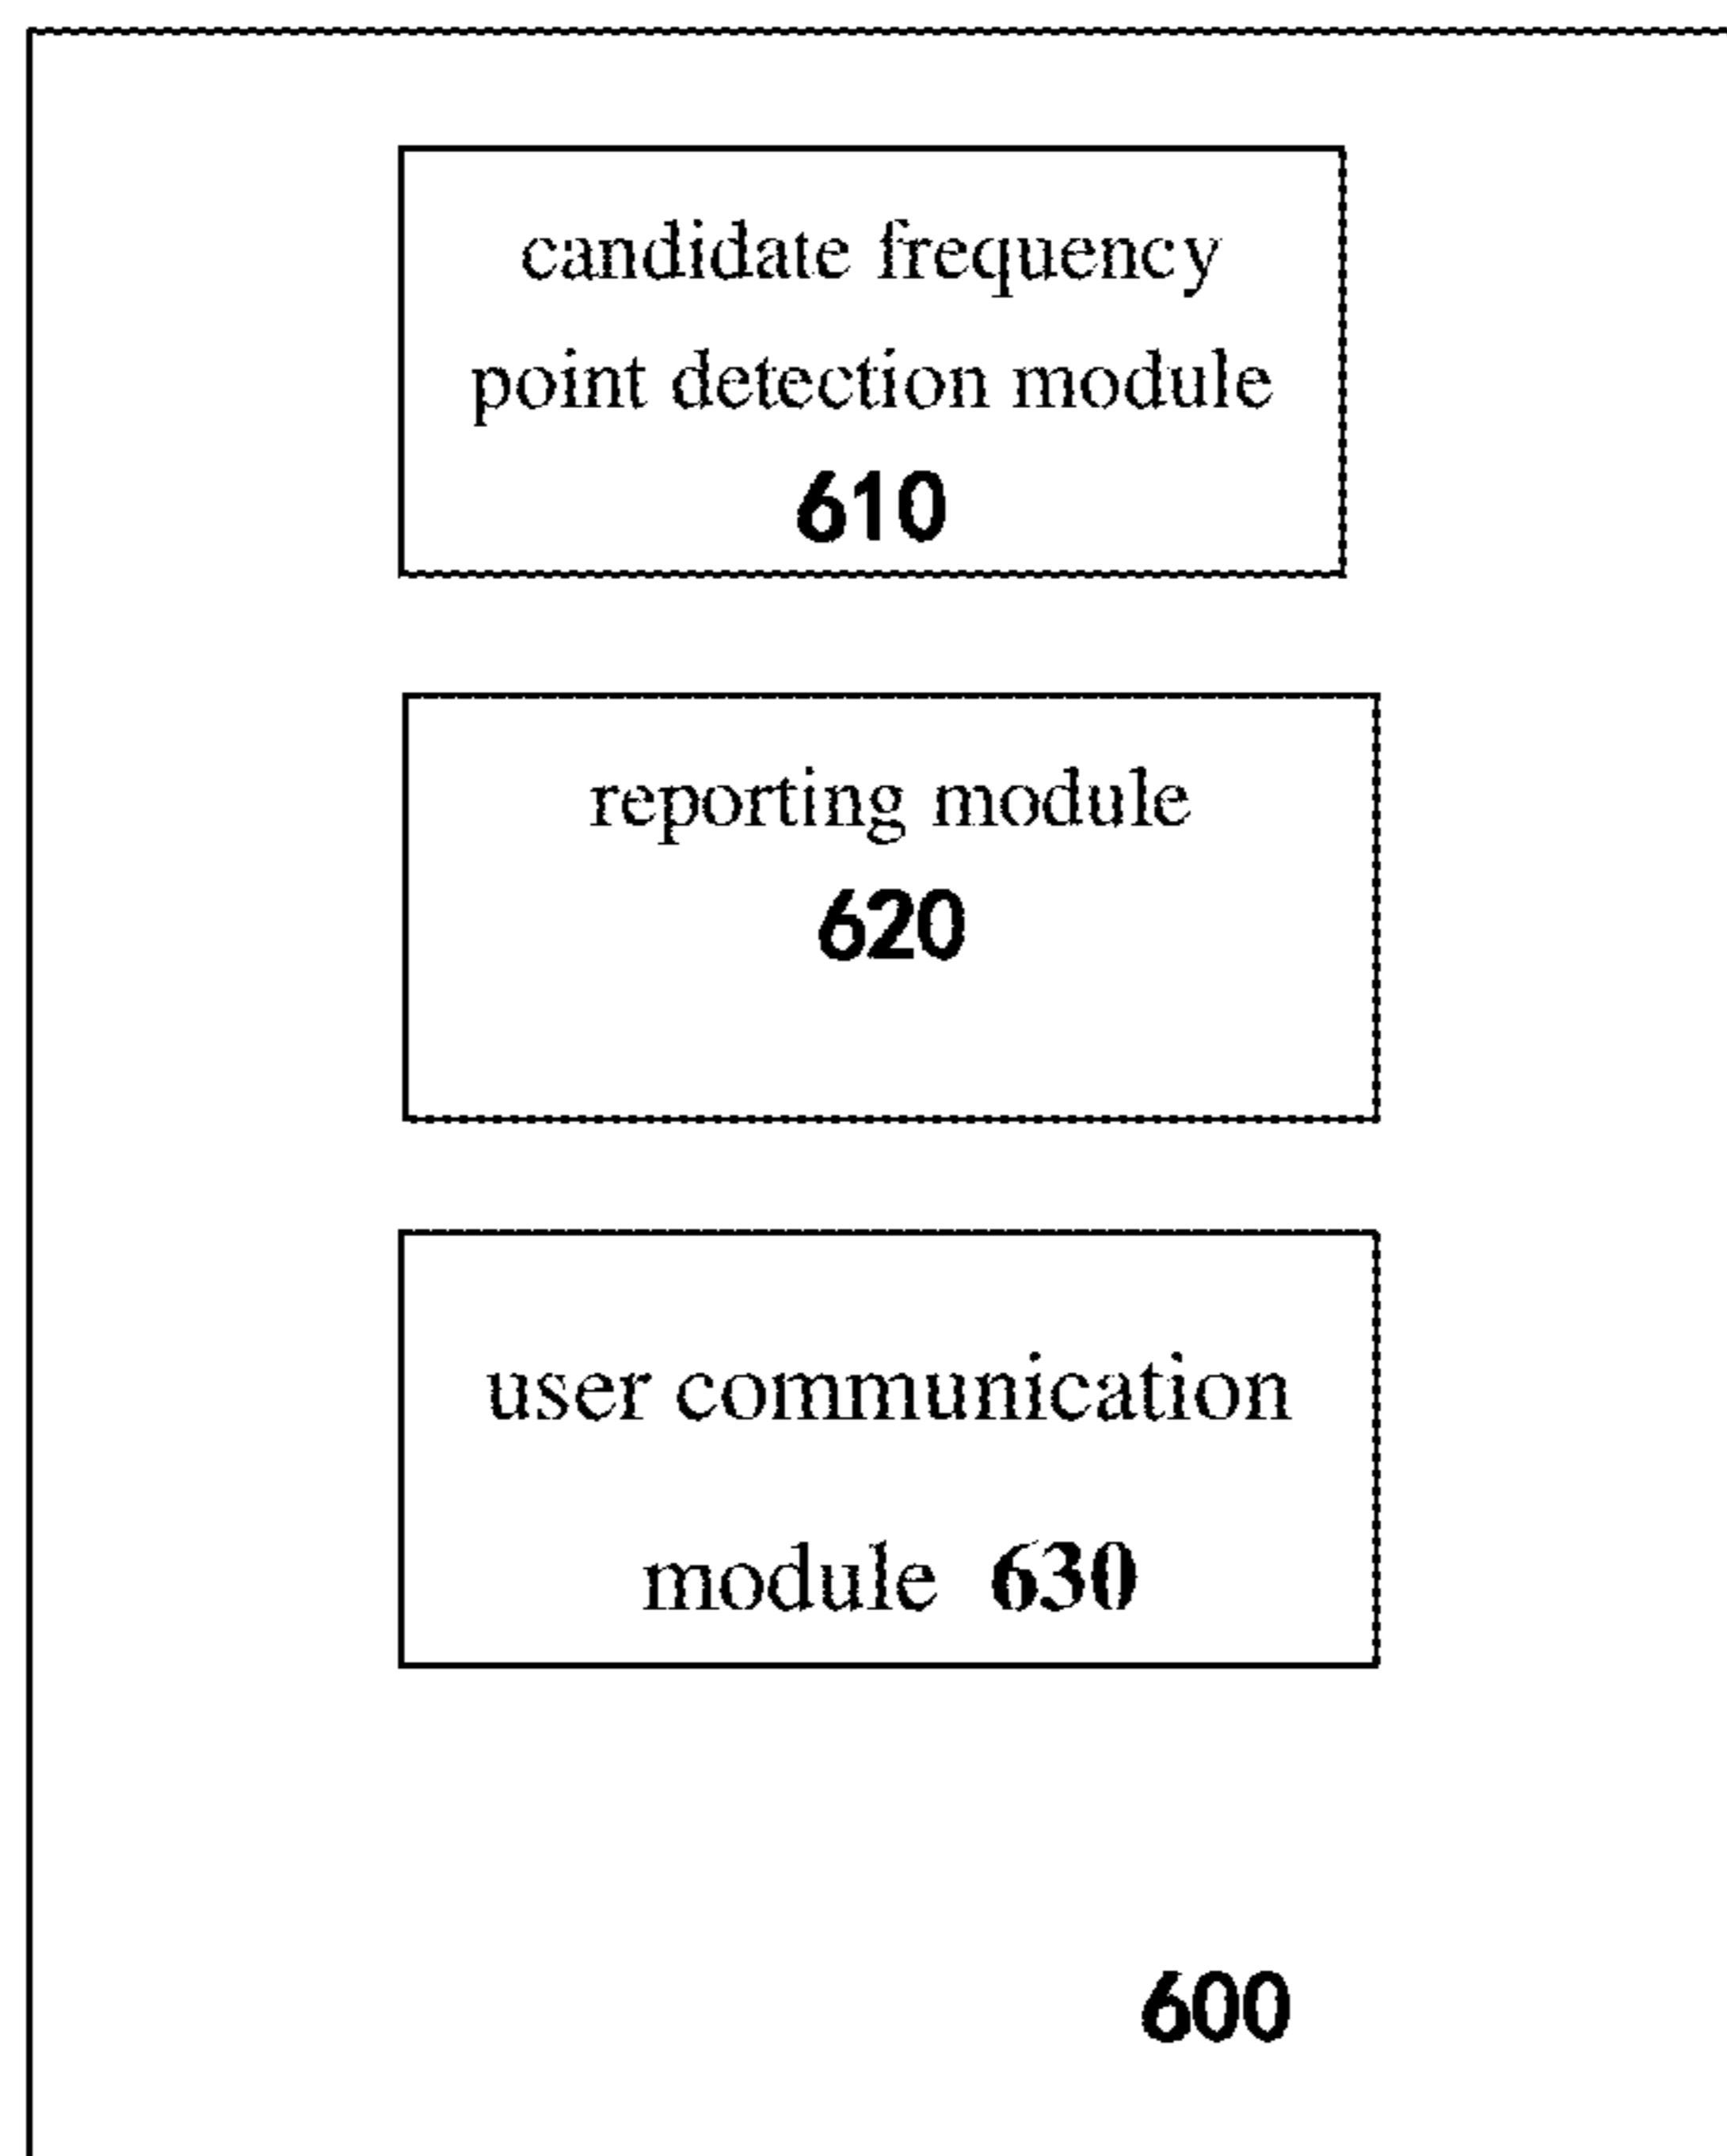 candidate frequency
point detection module
610
reporting module
620
user communication
module 630
600